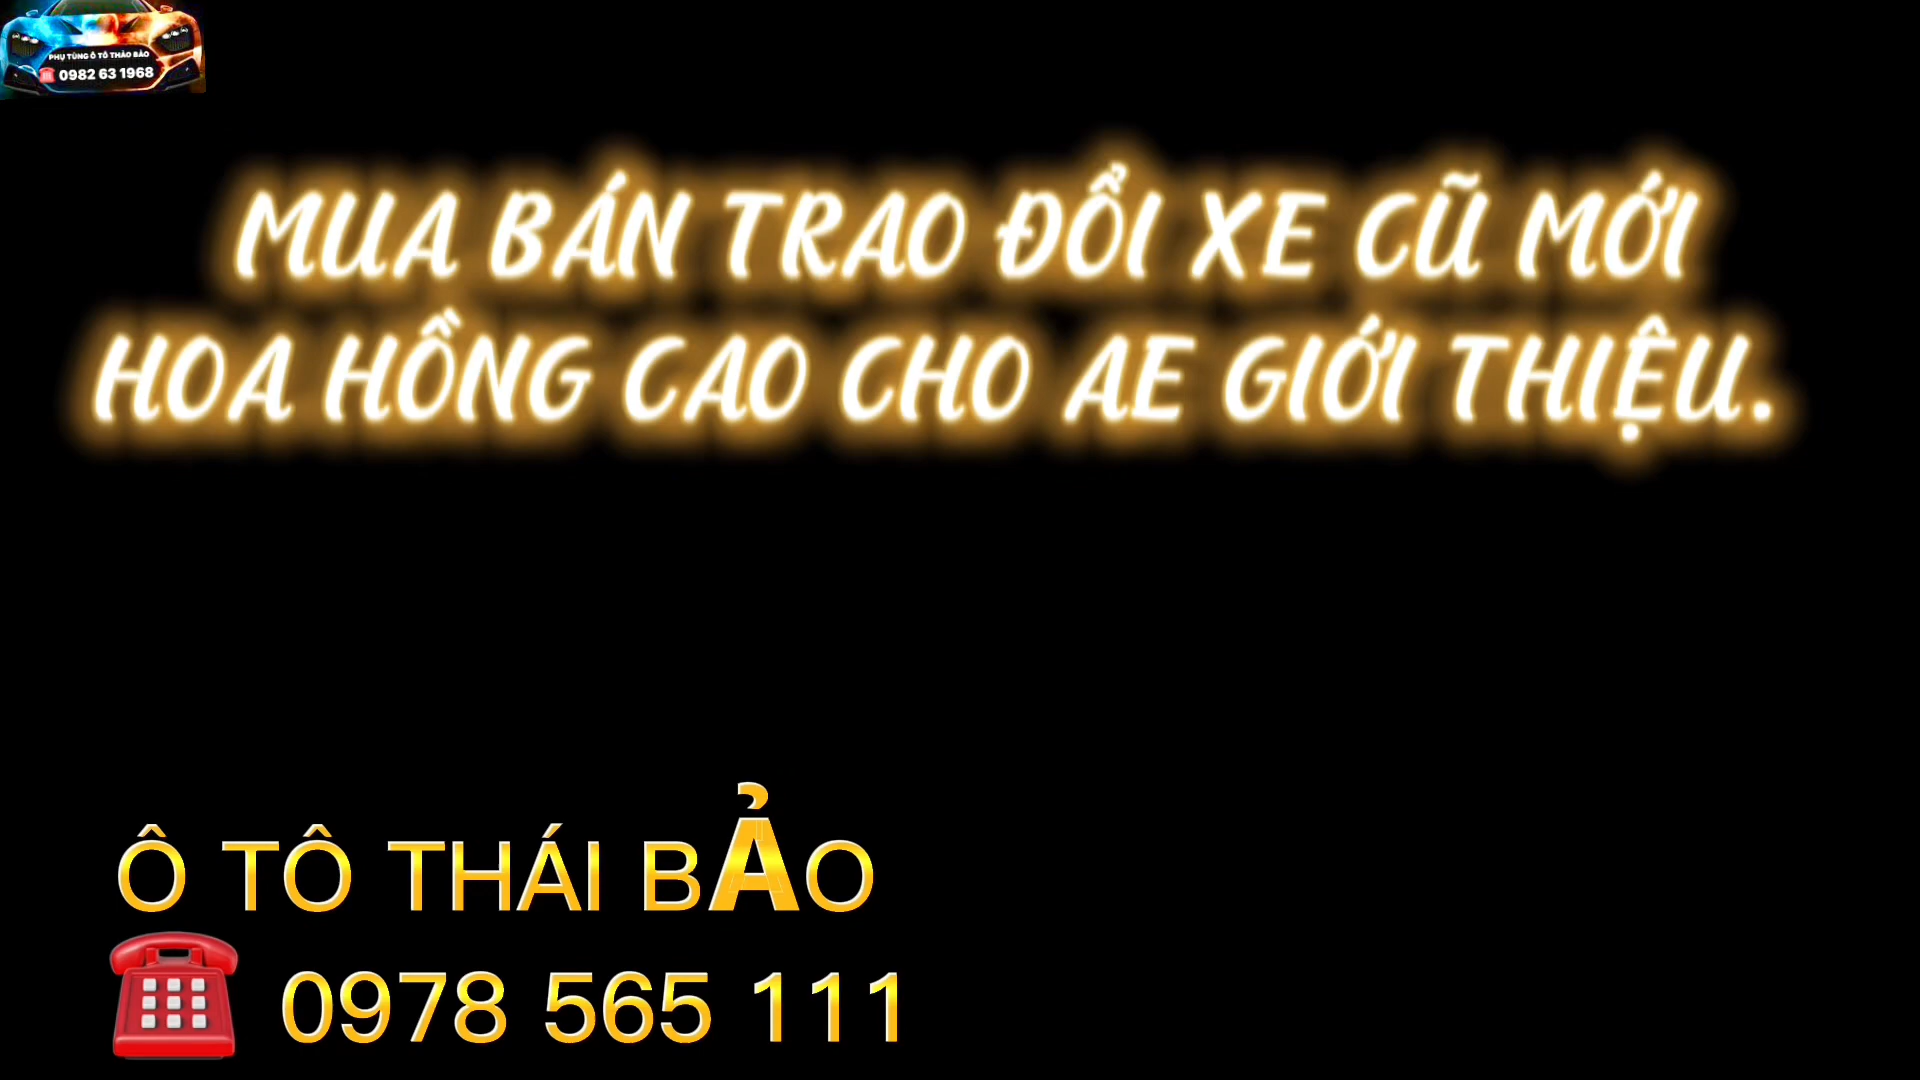 PHỤ TÙNG Ô TÔ THẢO BẢO
0982 63 1968
MUA BÁN TRAO ĐỔI XE CŨ MỚI
HOA HỒNG CAO CHO AE GIỚI THIỆU.
Ô TÔ THÁI BẢO
0978 565 111